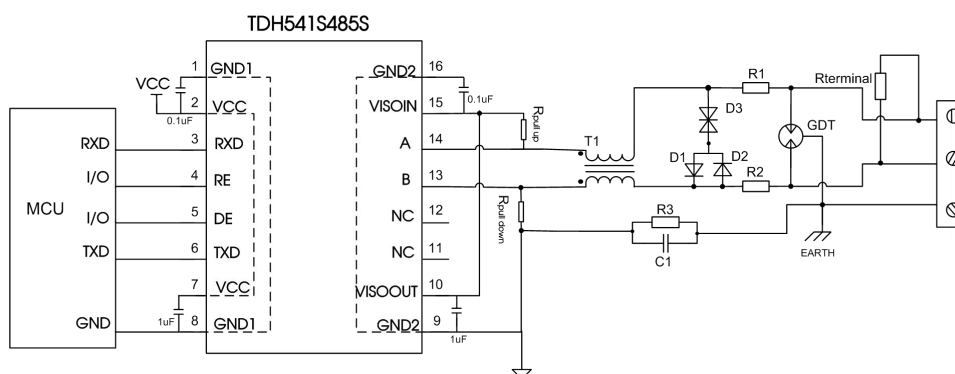 TDH541S485S
1 GND1
GND2 16
VCC
0.1uF
0.1uF
2 VCC
VISOIN 15
R1
Rterminal
Rpull up
D3
RXD 3 RXD
A 14
T1
GDT
I/O 4 RE
B 13
D1
D2
R2
MCU
I/O 5 DE
NC 12
Rpull down
R3
TXD 6 TXD
NC 11
C1
EARTH
7 VCC
VISOOUT 10
1uF
GND 8 GND1
GND2 9
1uF